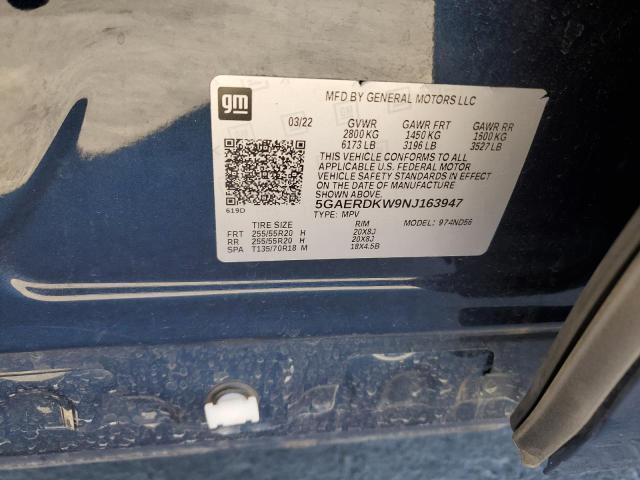 gm
MFD BY GENERAL MOTORS LLC
03/22 GVWR GAWR FRT GAWR RR
2800 KG 1450 KG 1500 KG
6173 LB 3196 LB 3527 LB
THIS VEHICLE CONFORMS TO ALL
APPLICABLE U.S. FEDERAL MOTOR
VEHICLE SAFETY STANDARDS IN EFFECT
ON THE DATE OF MANUFACTURE
SHOWN ABOVE.
619D
5GAERDKW9NJ163947
TYPE: MPV MODEL: 974ND56
TIRE SIZE RIM
FRT 255/55R20 H 20X8J
RR 255/55R20 H 20X8J
SPA T135/70R18 M 18X4.5B